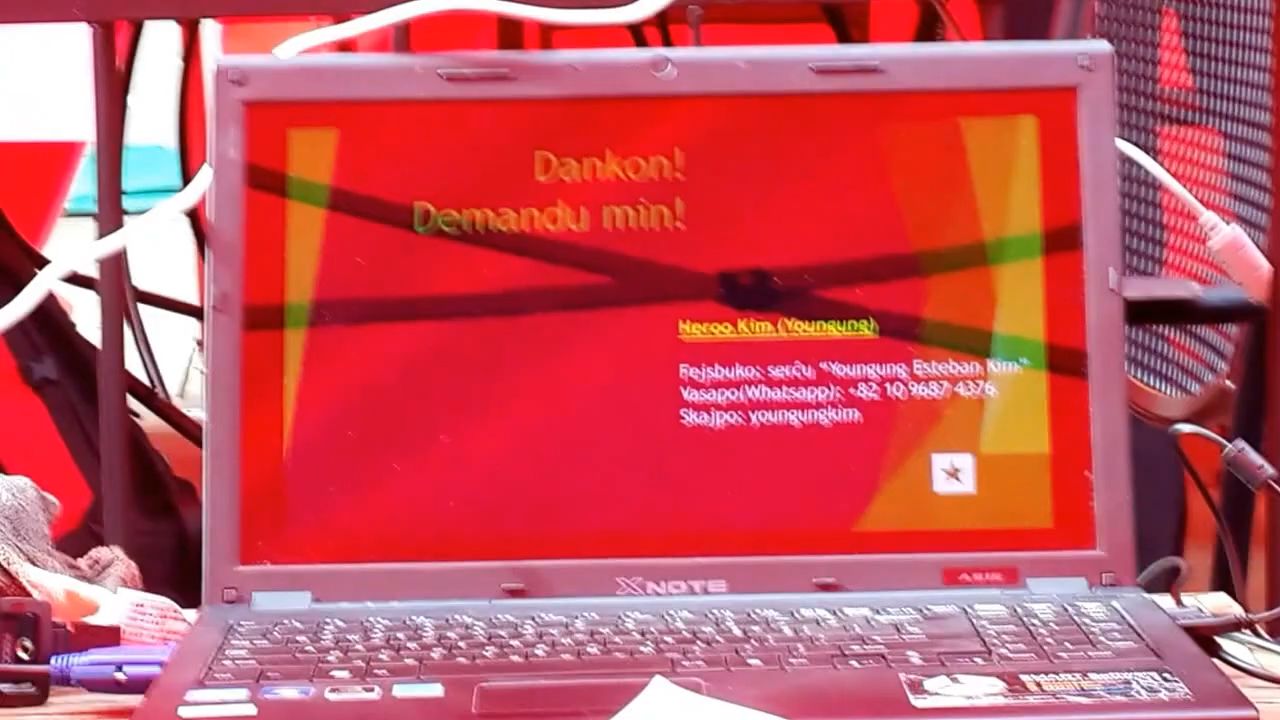 Dankon!
Demandu min!
Heroo Kim (Youngung)
Fejsbuko: serĉu "Youngung Esteban Kim"
Vasapo(Whatsapp): +82 10 9687 4376
Skajpo: youngungkim
XNOTE